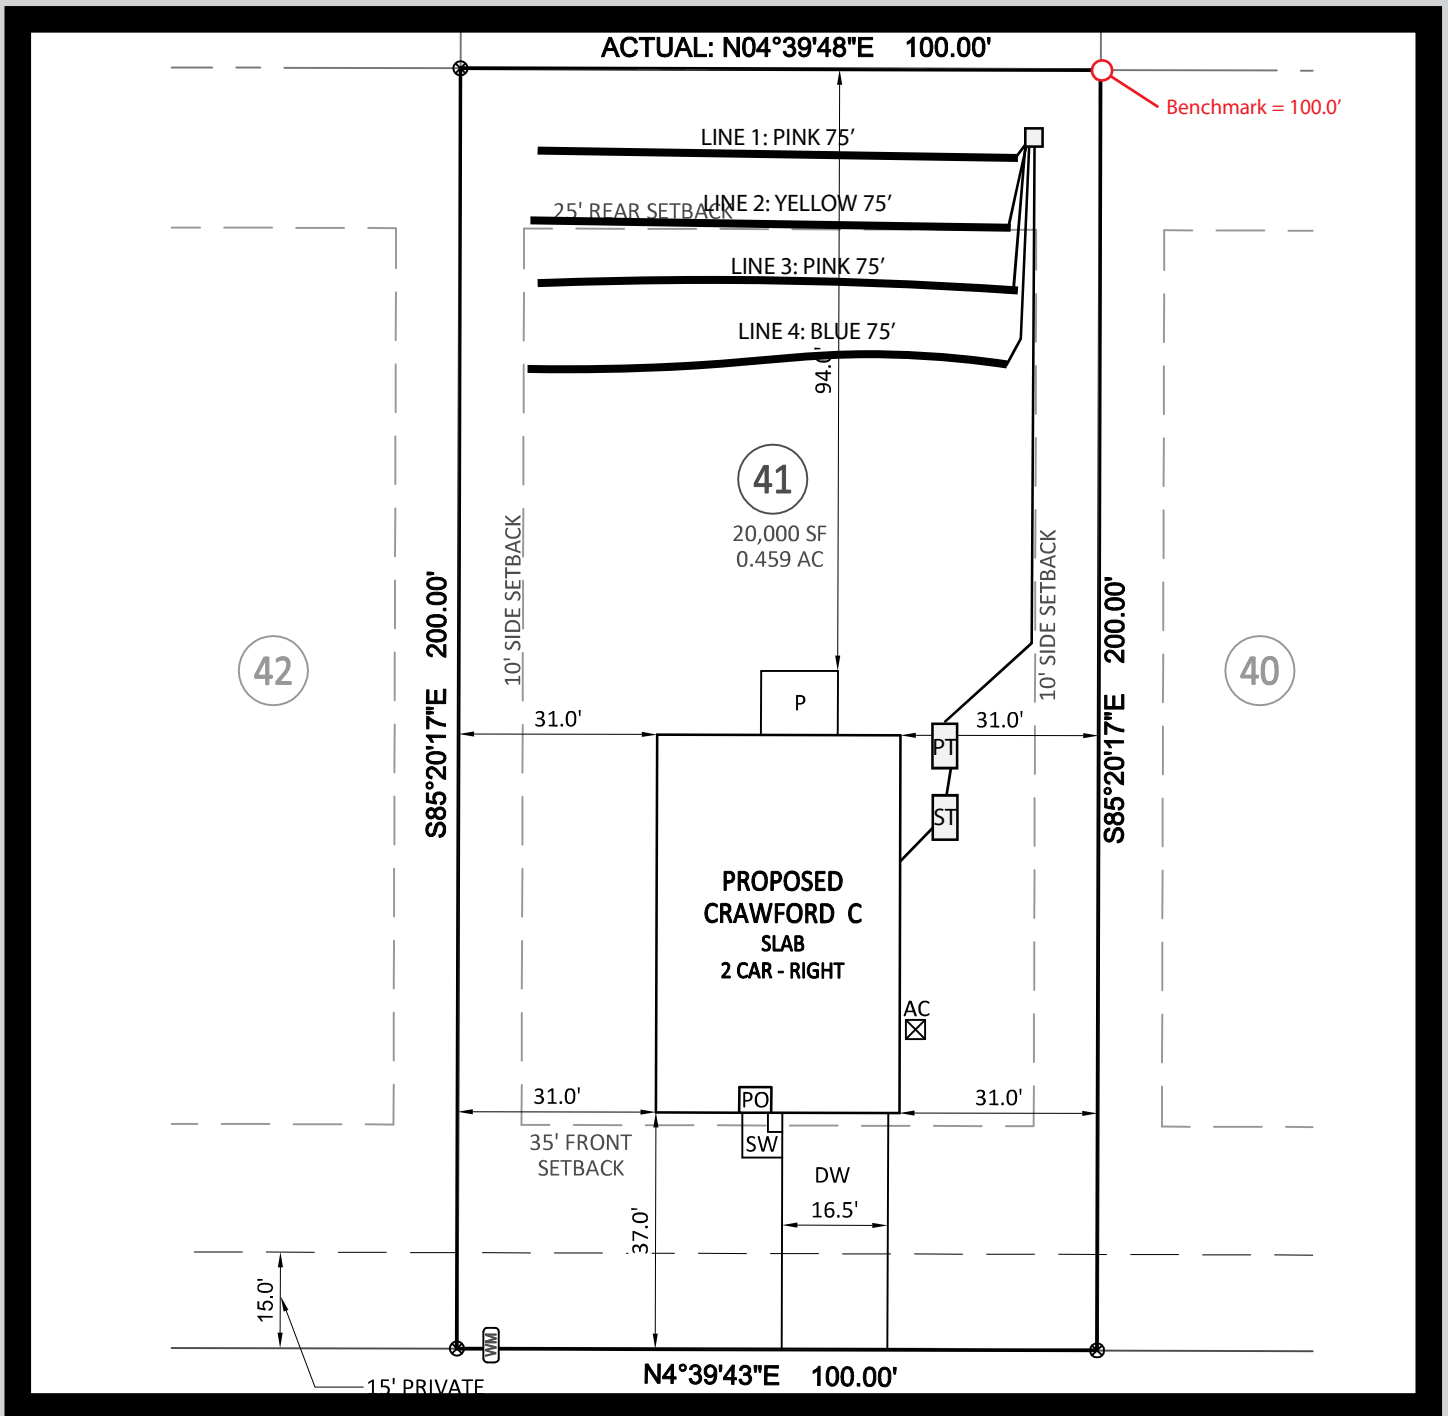 ACTUAL: N04°39'48"E 100.00'
Benchmark = 100.0’
LINE 1: PINK 75’
LINE 2: YELLOW 75’
25' REAR SETBACK
LINE 3: PINK 75’
LINE 4: BLUE 75’
94.0'
41
20,000 SF
0.459 AC
10' SIDE SETBACK
10' SIDE SETBACK
S85°20'17"E 200.00'
S85°20'17"E 200.00'
42
40
P
31.0'
31.0'
PT
ST
PROPOSED
CRAWFORD C
SLAB
2 CAR - RIGHT
AC
31.0'
PO
31.0'
35' FRONT
SETBACK
SW
DW
16.5'
37.0'
15.0'
WM
N4°39'43"E 100.00'
15' PRIVATE